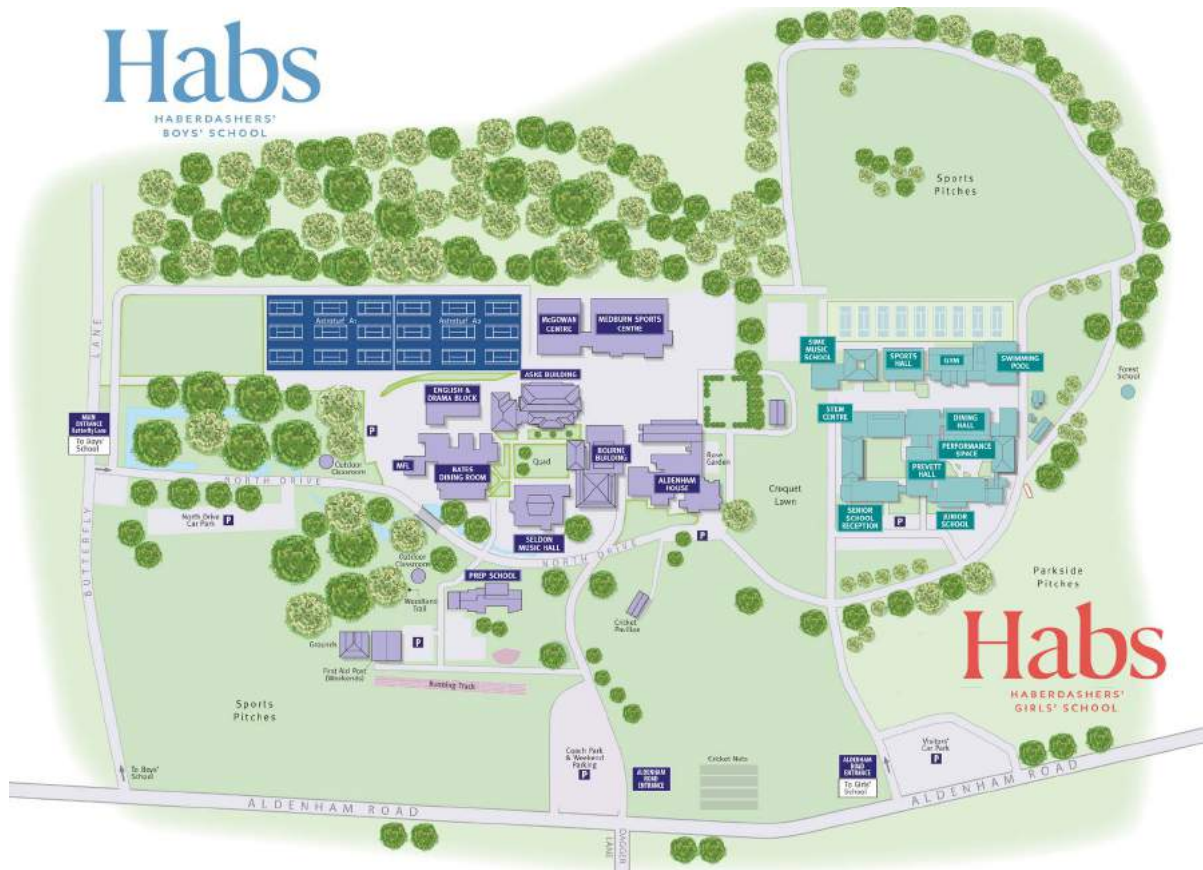 Habs
HABERDASHERS'
BOYS' SCHOOL
Sports
Pitches
BUTTERFLY LANE
Astroturf A1
Astroturf A2
McGOWAN
CENTRE
MEDBURN SPORTS
CENTRE
SIME
MUSIC
SCHOOL
SPORTS
HALL
GYM
SWIMMING
POOL
Forest
School
ASKE BUILDING
ENGLISH &
DRAMA BLOCK
MAIN
ENTRANCE
Butterfly Lane
To Boys'
School
P
STEM
CENTRE
DINING
HALL
PERFORMANCE
SPACE
PREVETT
HALL
Outdoor
Classroom
MFL
BATES
DINING ROOM
Quad
BOURNE
BUILDING
Rose
Garden
ALDENHAM
HOUSE
Croquet
Lawn
NORTH DRIVE
North Drive
Car Park
P
SENIOR
SCHOOL
RECEPTION
P
JUNIOR
SCHOOL
SELDON
MUSIC HALL
P
NORTH DRIVE
Outdoor
Classroom
PREP SCHOOL
Woodland
Trail
Cricket
Pavilion
Parkside
Pitches
Habs
HABERDASHERS'
GIRLS' SCHOOL
Grounds
P
First Aid Post
(Weekends)
Running Track
Sports
Pitches
Coach Park
& Weekend
Parking
P
Visitors'
Car Park
P
To Boys'
School
ALDENHAM
ROAD
ENTRANCE
Cricket Nets
ALDENHAM
ROAD
ENTRANCE
To Girls'
School
ALDENHAM ROAD
ALDENHAM ROAD
DAGGER
LANE